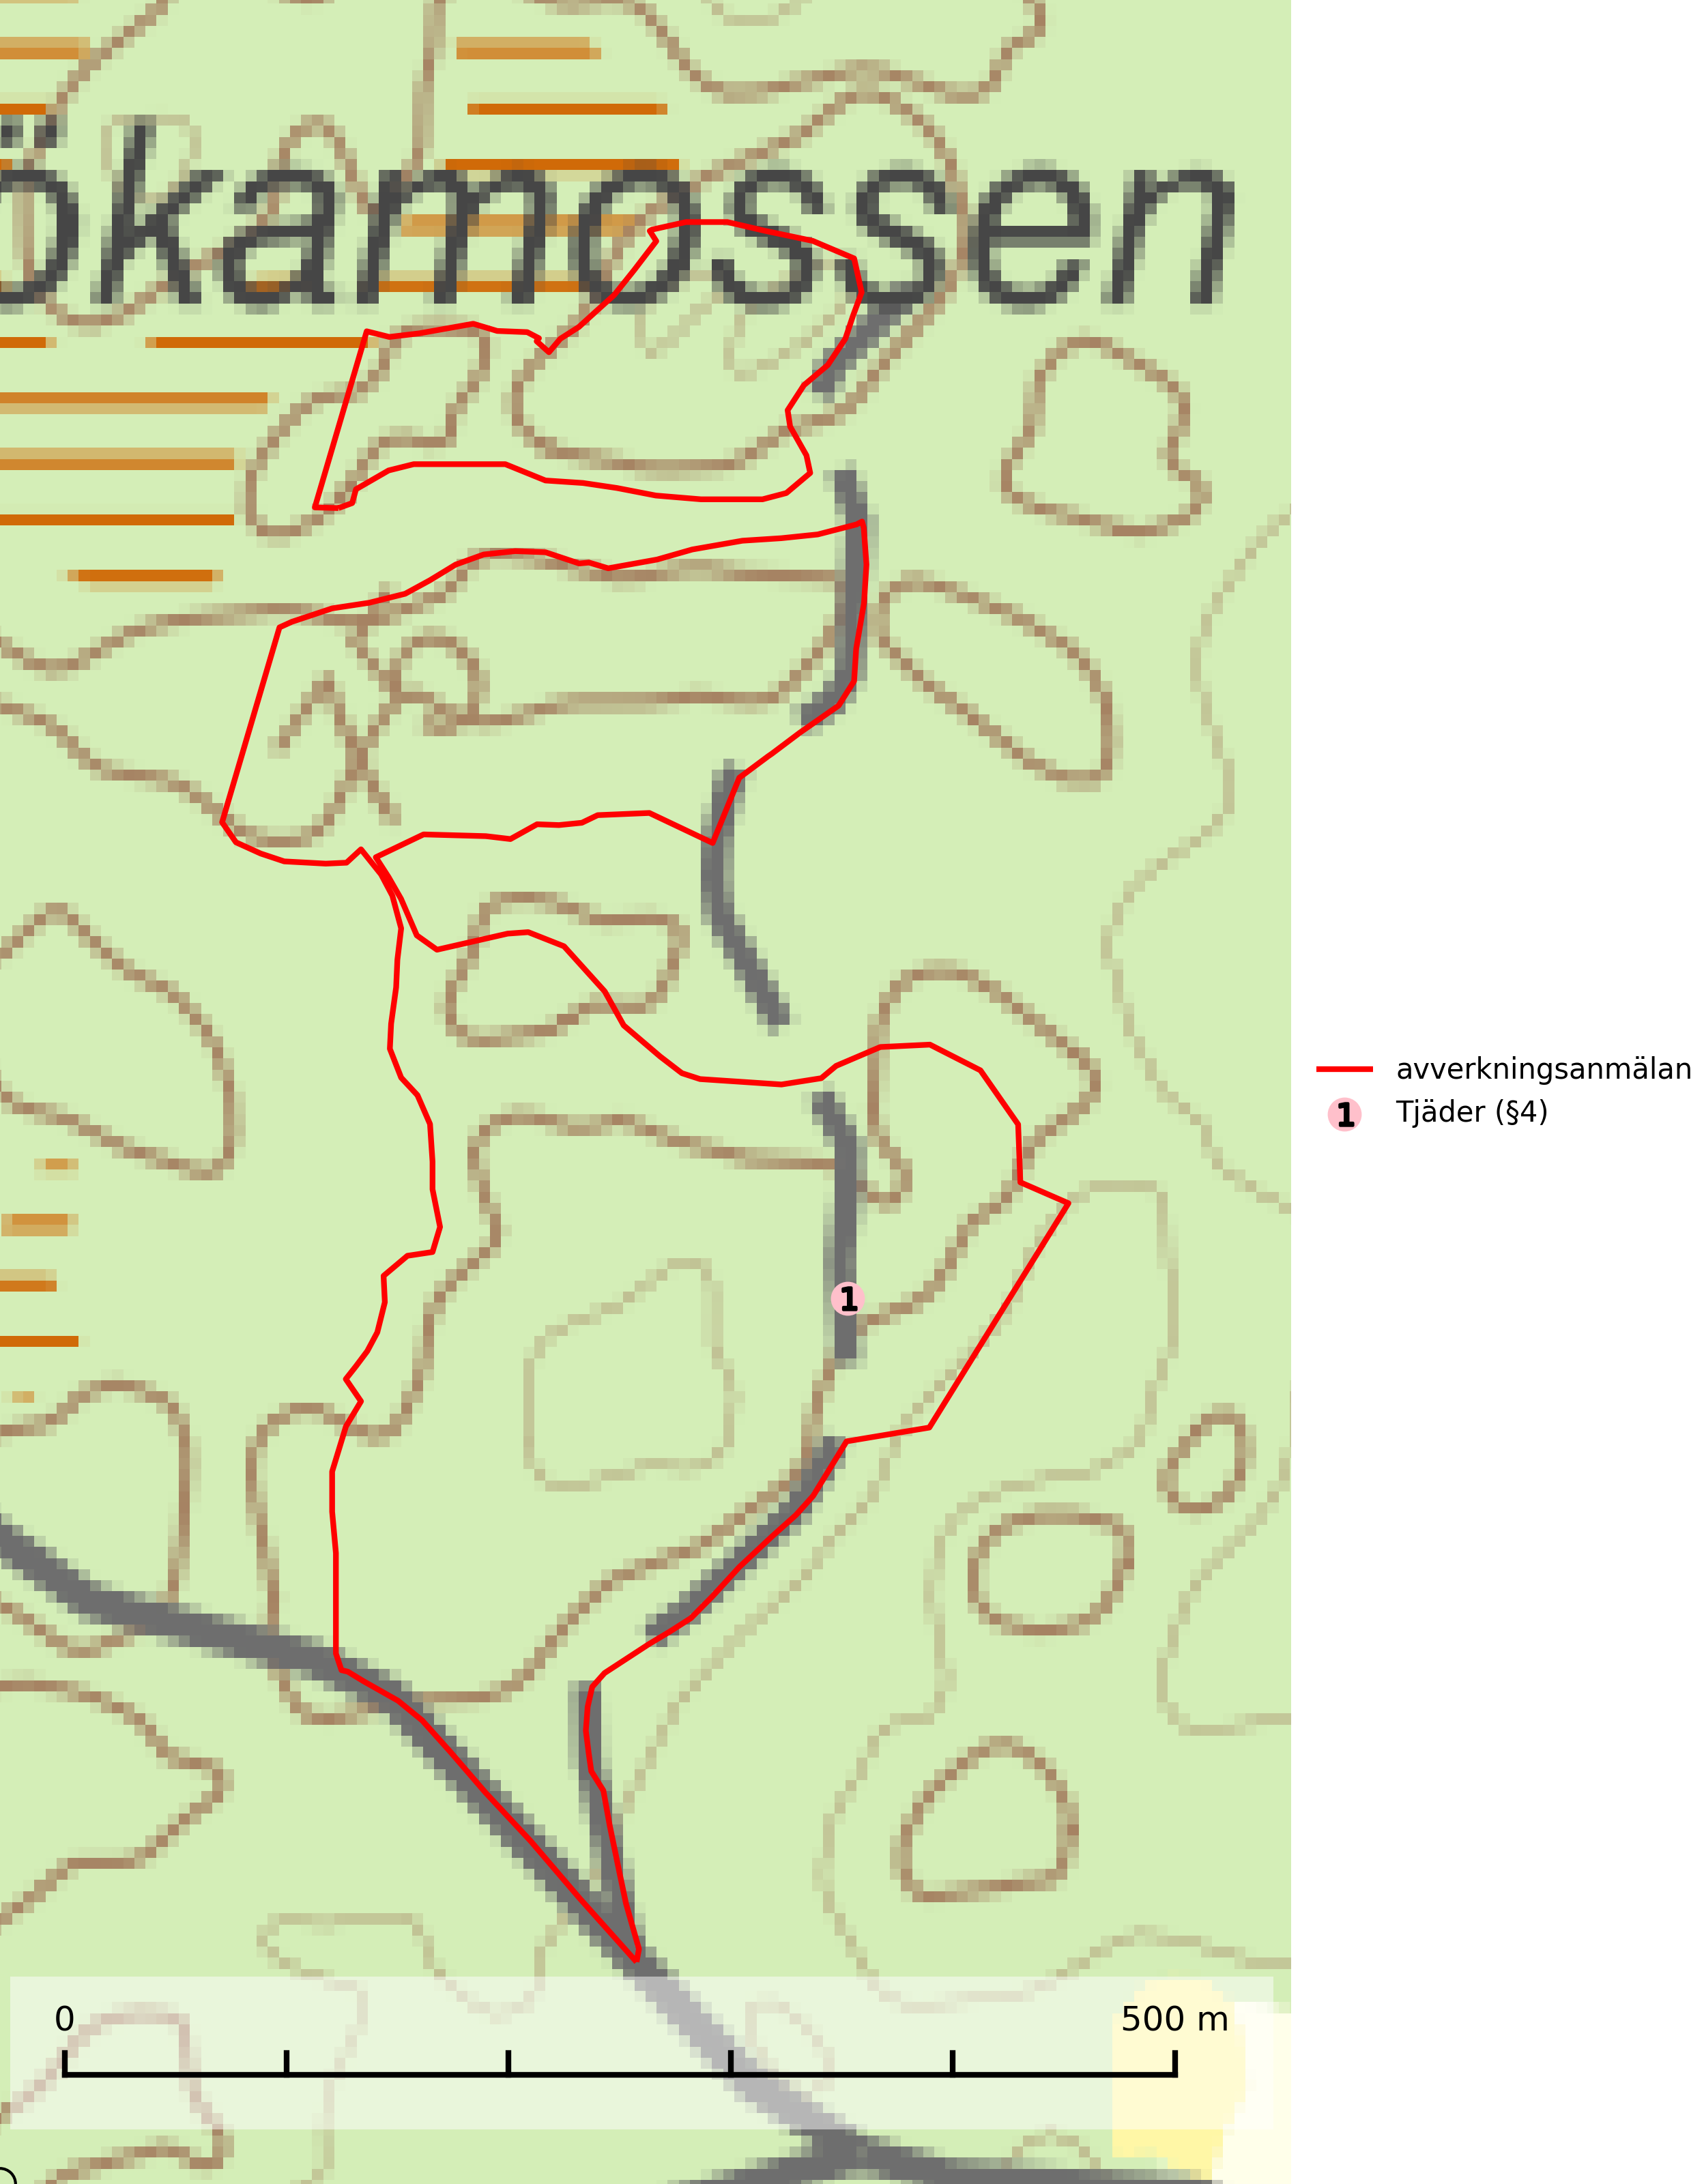 ökamossen
1
avverkningsanmälan
1 Tjäder (§4)
0 500 m